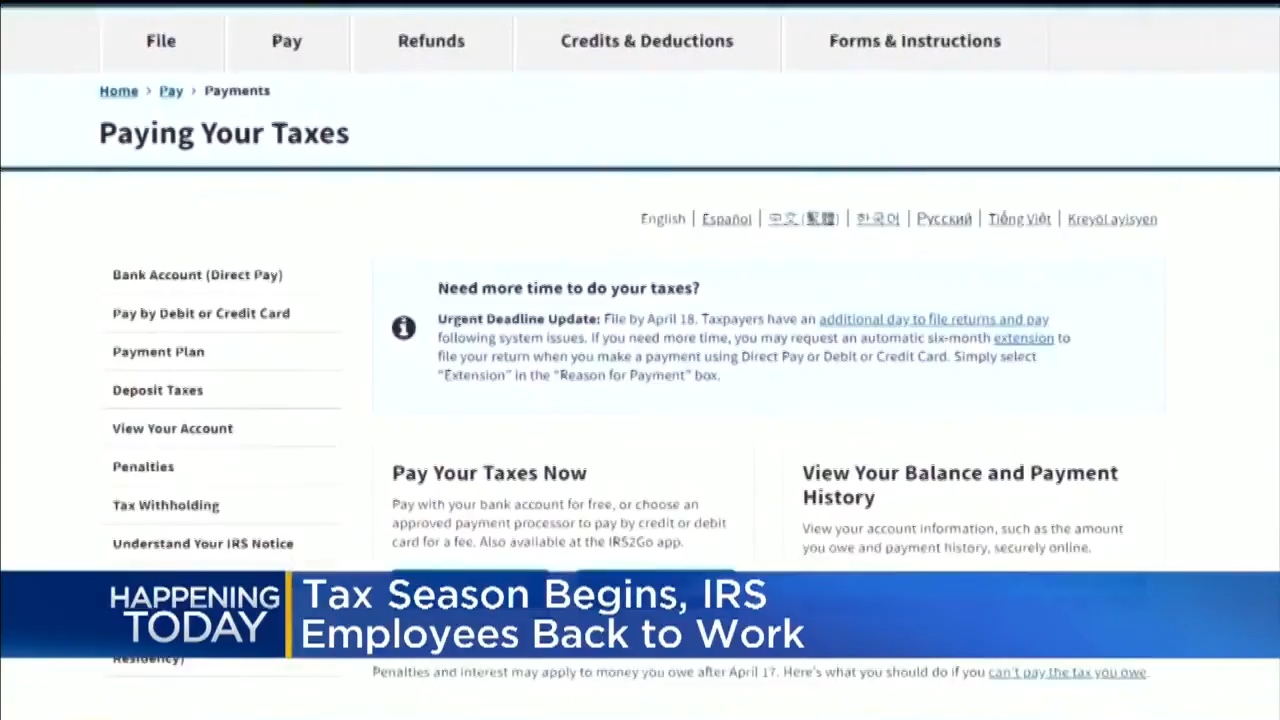 File Pay Refunds Credits & Deductions Forms & Instructions
Home > Pay > Payments
Paying Your Taxes
English | Español | 中文 (繁體) | 한국어 | Русский | Tiếng Việt | Kreyòl ayisyen
Bank Account (Direct Pay)
Pay by Debit or Credit Card
Payment Plan
Deposit Taxes
View Your Account
Penalties
Tax Withholding
Understand Your IRS Notice
Residency)
Need more time to do your taxes?
Urgent Deadline Update: File by April 18. Taxpayers have an additional day to file returns and pay
following system issues. If you need more time, you may request an automatic six-month extension to
file your return when you make a payment using Direct Pay or Debit or Credit Card. Simply select
“Extension” in the “Reason for Payment” box.
Pay Your Taxes Now
Pay with your bank account for free, or choose an
approved payment processor to pay by credit or debit
card for a fee. Also available at the IRS2Go app.
View Your Balance and Payment
History
View your account information, such as the amount
you owe and payment history, securely online.
HAPPENING
TODAY
Tax Season Begins, IRS
Employees Back to Work
Penalties and interest may apply to money you owe after April 17. Here's what you should do if you can't pay the tax you owe.